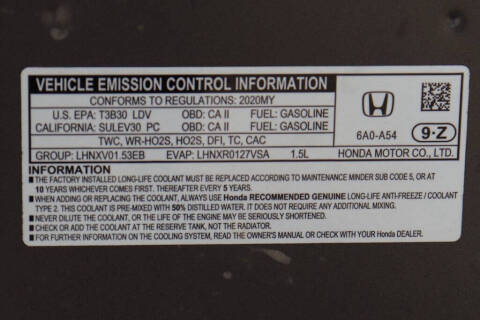 VEHICLE EMISSION CONTROL INFORMATION
CONFORMS TO REGULATIONS: 2020MY
U.S. EPA: T3B30 LDV OBD: CA II FUEL: GASOLINE
CALIFORNIA: SULEV30 PC OBD: CA II FUEL: GASOLINE
TWC, WR-HO2S, HO2S, DFI, TC, CAC
6A0-A54 9-Z
GROUP: LHNXV01.53EB EVAP: LHNXR0127VSA 1.5L HONDA MOTOR CO., LTD.
INFORMATION
■ THE FACTORY INSTALLED LONG-LIFE COOLANT MUST BE REPLACED ACCORDING TO MAINTENANCE MINDER SUB CODE 5, OR AT
10 YEARS WHICHEVER COMES FIRST. THEREAFTER EVERY 5 YEARS.
■ WHEN ADDING OR REPLACING THE COOLANT, ALWAYS USE Honda RECOMMENDED GENUINE LONG-LIFE ANTI-FREEZE / COOLANT
TYPE 2. THIS COOLANT IS PRE-MIXED WITH 50% DISTILLED WATER. IT DOES NOT REQUIRE ANY ADDITIONAL MIXING.
■ NEVER DILUTE THE COOLANT, OR THE LIFE OF THE ENGINE MAY BE SERIOUSLY SHORTENED.
■ CHECK OR ADD THE COOLANT AT THE RESERVE TANK, NOT THE RADIATOR.
■ FOR FURTHER INFORMATION ON THE COOLING SYSTEM, READ THE OWNER'S MANUAL OR CHECK WITH YOUR Honda DEALER.